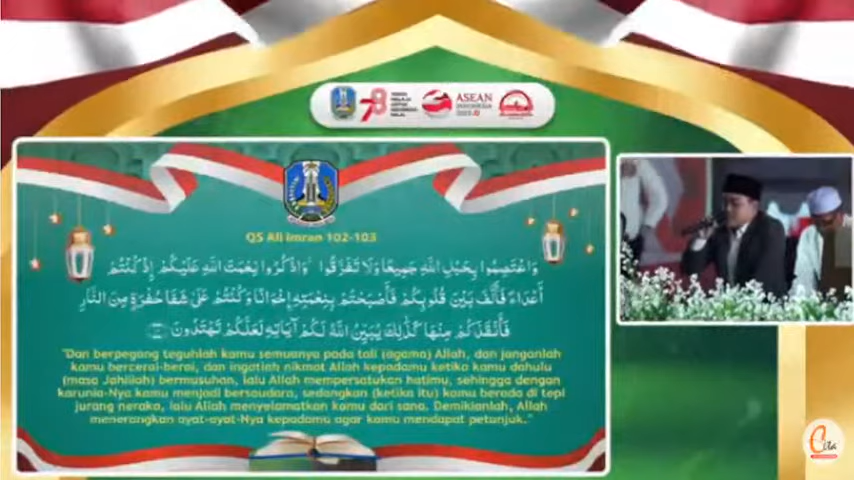 78
ASEAN
INDONESIA
2023
QS Ali Imran 102-103
وَاعْتَصِمُوا بِحَبْلِ اللَّهِ جَمِيعًا وَلَا تَفَرَّقُوا ۚ وَاذْكُرُوا نِعْمَتَ اللَّهِ عَلَيْكُمْ إِذْ كُنْتُمْ
أَعْدَاءً فَأَلَّفَ بَيْنَ قُلُوبِكُمْ فَأَصْبَحْتُمْ بِنِعْمَتِهِ إِخْوَانًا وَكُنْتُمْ عَلَىٰ شَفَا حُفْرَةٍ مِنَ النَّارِ
فَأَنْقَذَكُمْ مِنْهَا ۗ كَذَٰلِكَ يُبَيِّنُ اللَّهُ لَكُمْ آيَاتِهِ لَعَلَّكُمْ تَهْتَدُونَ
"Dan berpegang teguhlah kamu semuanya pada tali (agama) Allah, dan janganlah
kamu bercerai-berai, dan ingatlah nikmat Allah kepadamu ketika kamu dahulu
(masa Jahiliah) bermusuhan, lalu Allah mempersatukan hatimu, sehingga dengan
karunia-Nya kamu menjadi bersaudara, sedangkan (ketika itu) kamu berada di tepi
jurang neraka, lalu Allah menyelamatkan kamu dari sana. Demikianlah, Allah
menerangkan ayat-ayat-Nya kepadamu agar kamu mendapat petunjuk."
Cita